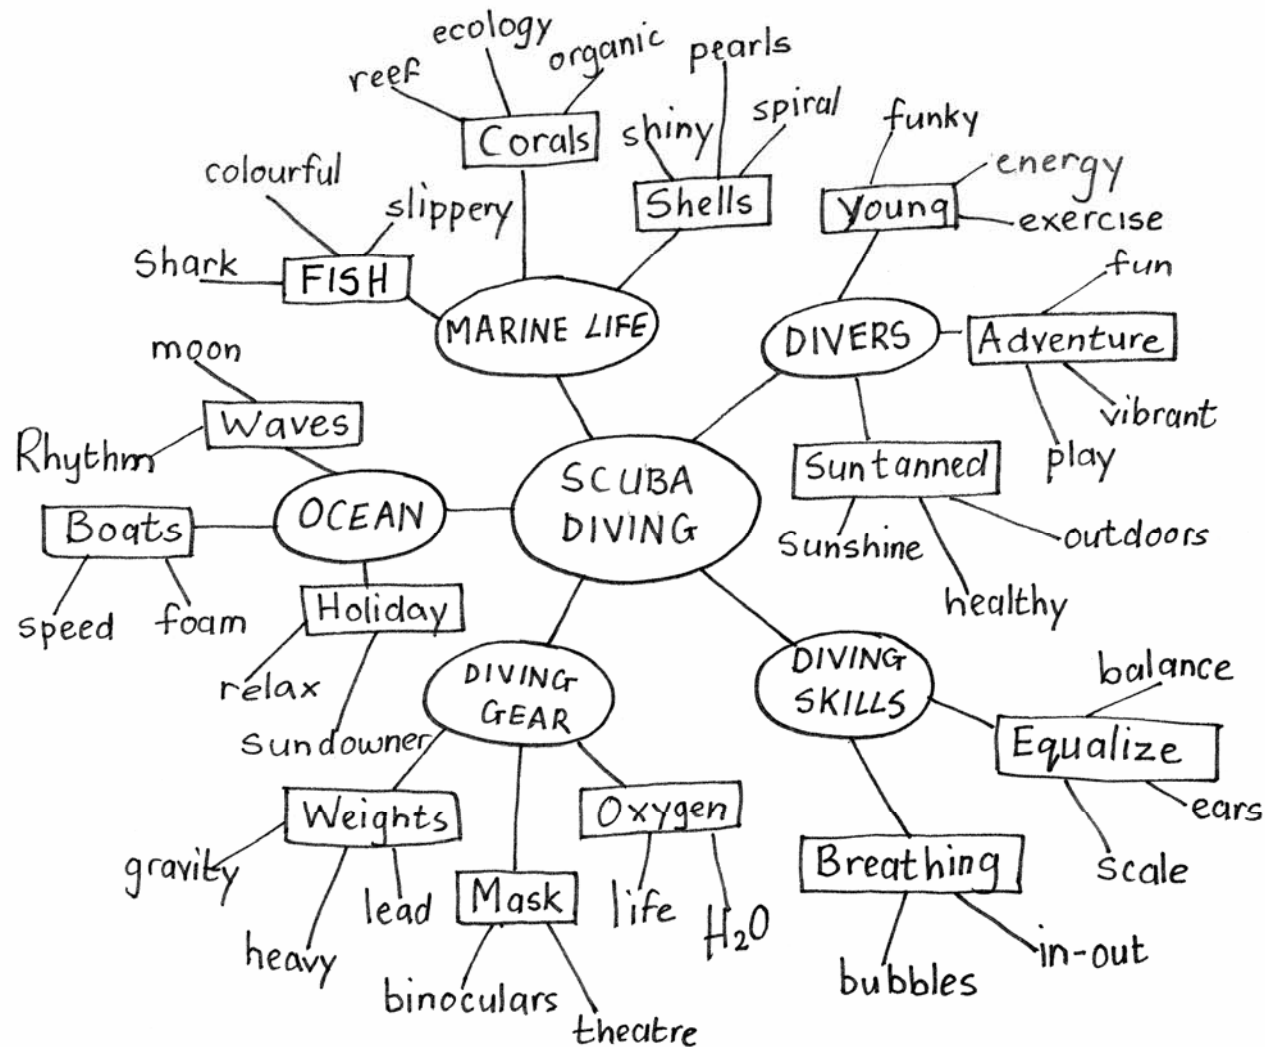 ecology
organic
pearls
reef
Corals
shiny
spiral
funky
colourful
slippery
Shells
young
energy
exercise
Shark
FISH
MARINE LIFE
DIVERS
fun
Adventure
moon
Waves
Rhythm
vibrant
play
Suntanned
SCUBA
DIVING
OCEAN
Boats
Sunshine
outdoors
healthy
speed
foam
Holiday
relax
Sundowner
DIVING
GEAR
DIVING
SKILLS
balance
Equalize
ears
scale
Weights
Oxygen
gravity
lead
heavy
Mask
life
H₂O
Breathing
in-out
bubbles
binoculars
theatre